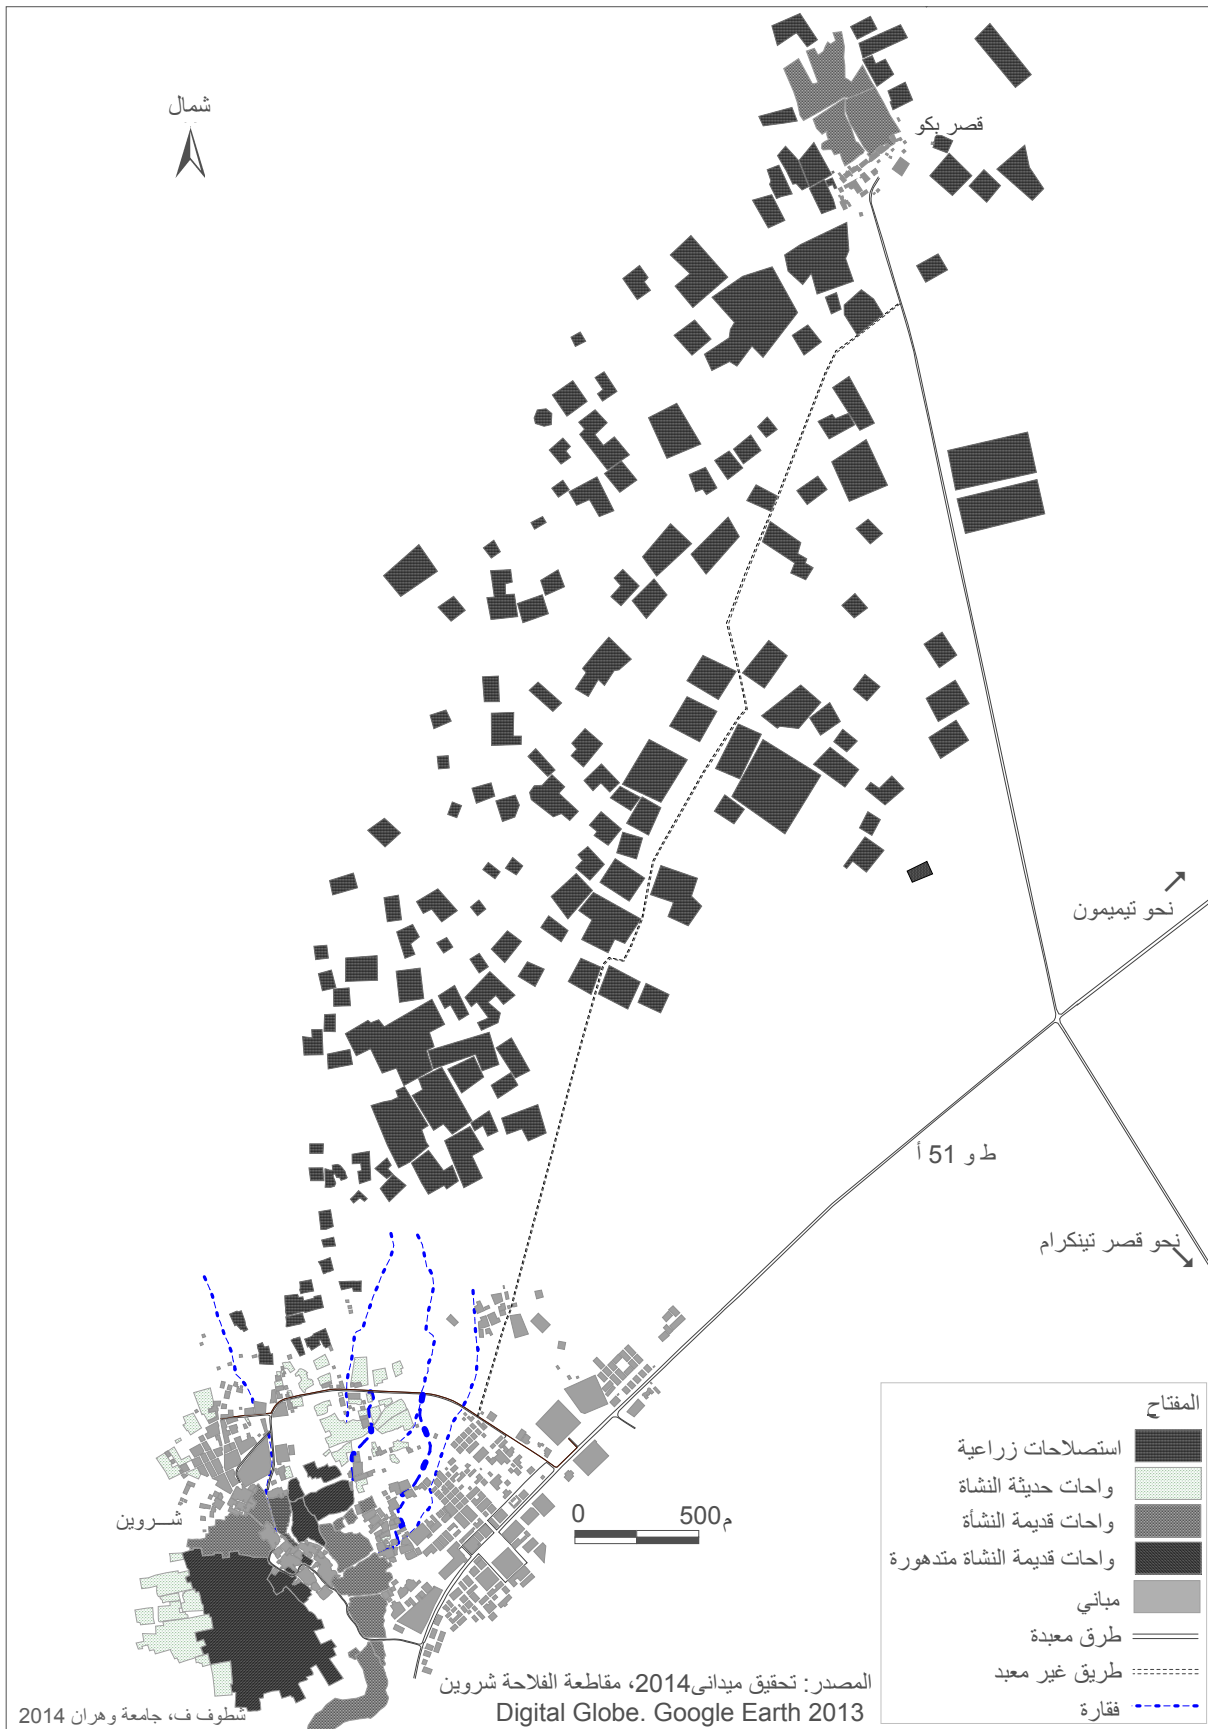 شمال
قصر بكو
نحو تيميمون
ط و 51 أ
نحو قصر تينكرام
شـــروين
0 500م
المفتاح
استصلاحات زراعية
واحات حديثة النشاة
واحات قديمة النشأة
واحات قديمة النشاة متدهورة
مباني
طرق معبدة
طريق غير معبد
فقارة
المصدر: تحقيق ميدانى2014، مقاطعة الفلاحة شروين
Digital Globe. Google Earth 2013
شطوف ف، جامعة وهران 2014